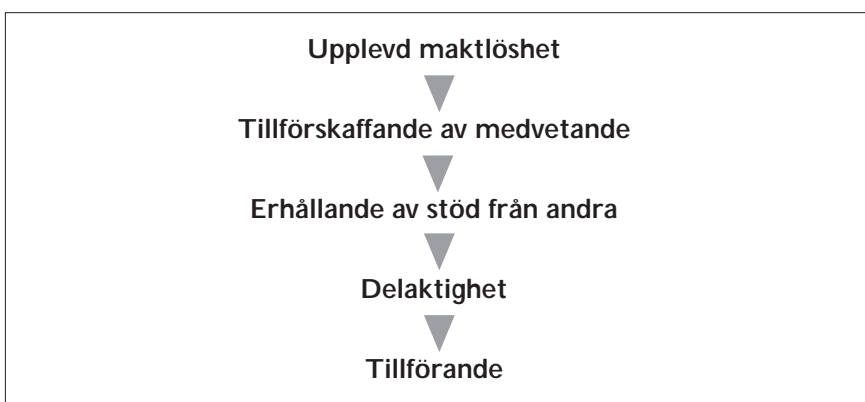 Upplevd maktlöshet
Tillförskaffande av medvetande
Erhållande av stöd från andra
Delaktighet
Tillförande